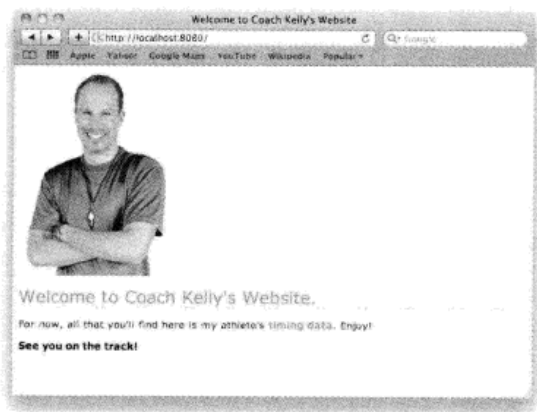 Welcome to Coach Kelly's Website
http://localhost:8080/
Google
Apple Yahoo! Google Maps YouTube Wikipedia Popular
Welcome to Coach Kelly's Website.
For now, all that you'll find here is my athlete's timing data. Enjoy!
See you on the track!